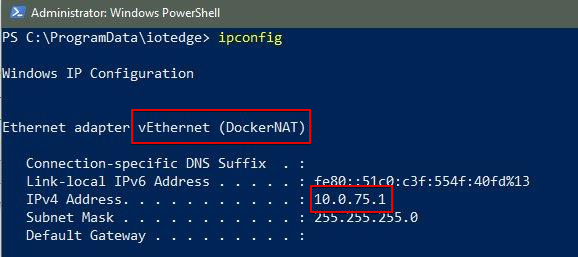 Administrator: Windows PowerShell
PS C:\ProgramData\iotedge> ipconfig
Windows IP Configuration
Ethernet adapter vEthernet (DockerNAT)
Connection-specific DNS Suffix  . :
Link-local IPv6 Address . . . . . : fe80::51c0:c3f:554f:40fd%13
IPv4 Address. . . . . . . . . . . : 10.0.75.1
Subnet Mask . . . . . . . . . . . : 255.255.255.0
Default Gateway . . . . . . . . . :